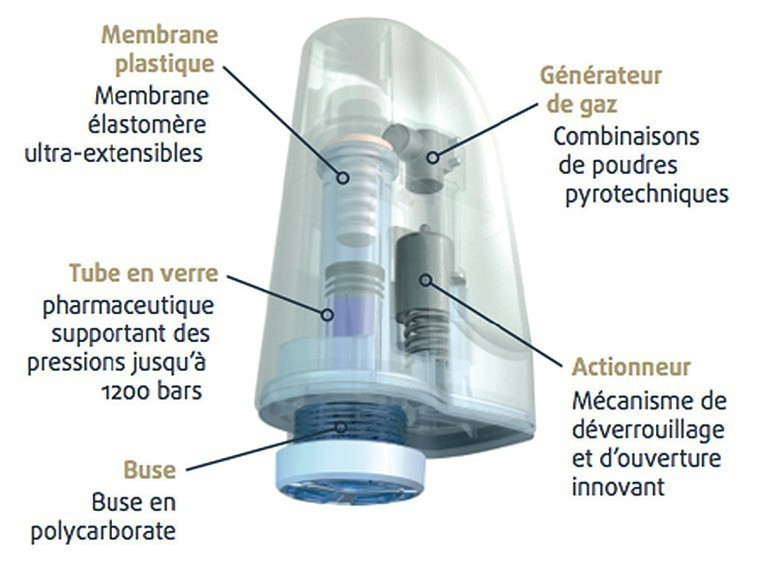 Membrane
plastique
Membrane
élastomère
ultra-extensibles
Générateur
de gaz
Combinaisons
de poudres
pyrotechniques
Tube en verre
pharmaceutique
supportant des
pressions jusqu'à
1200 bars
Actionneur
Mécanisme de
déverrouillage
et d'ouverture
innovant
Buse
Buse en
polycarborate